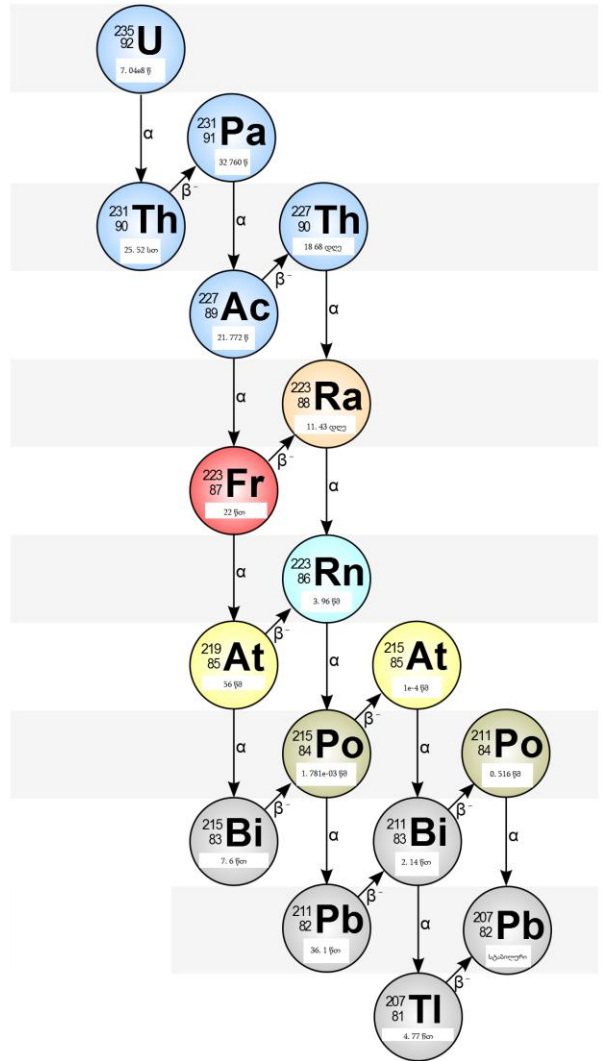 235
92 U
7. 04e8 წ
α
231
91 Pa
32 760 წ
β⁻
231
90 Th
25. 52 სთ
α
227
90 Th
18 68 დღე
β⁻
227
89 Ac
21. 772 წ
α
α
223
88 Ra
11. 43 დღე
β⁻
223
87 Fr
22 წთ
α
α
223
86 Rn
3. 96 წმ
β⁻
219
85 At
56 წმ
α
215
85 At
1e-4 წმ
β⁻
α
215
84 Po
1. 781e-03 წმ
α
211
84 Po
0. 516 წმ
β⁻
β⁻
215
83 Bi
7. 6 წთ
211
83 Bi
2. 14 წთ
α
α
211
82 Pb
36. 1 წთ
β⁻
α
207
82 Pb
სტაბილური
β⁻
207
81 Tl
4. 77 წთ